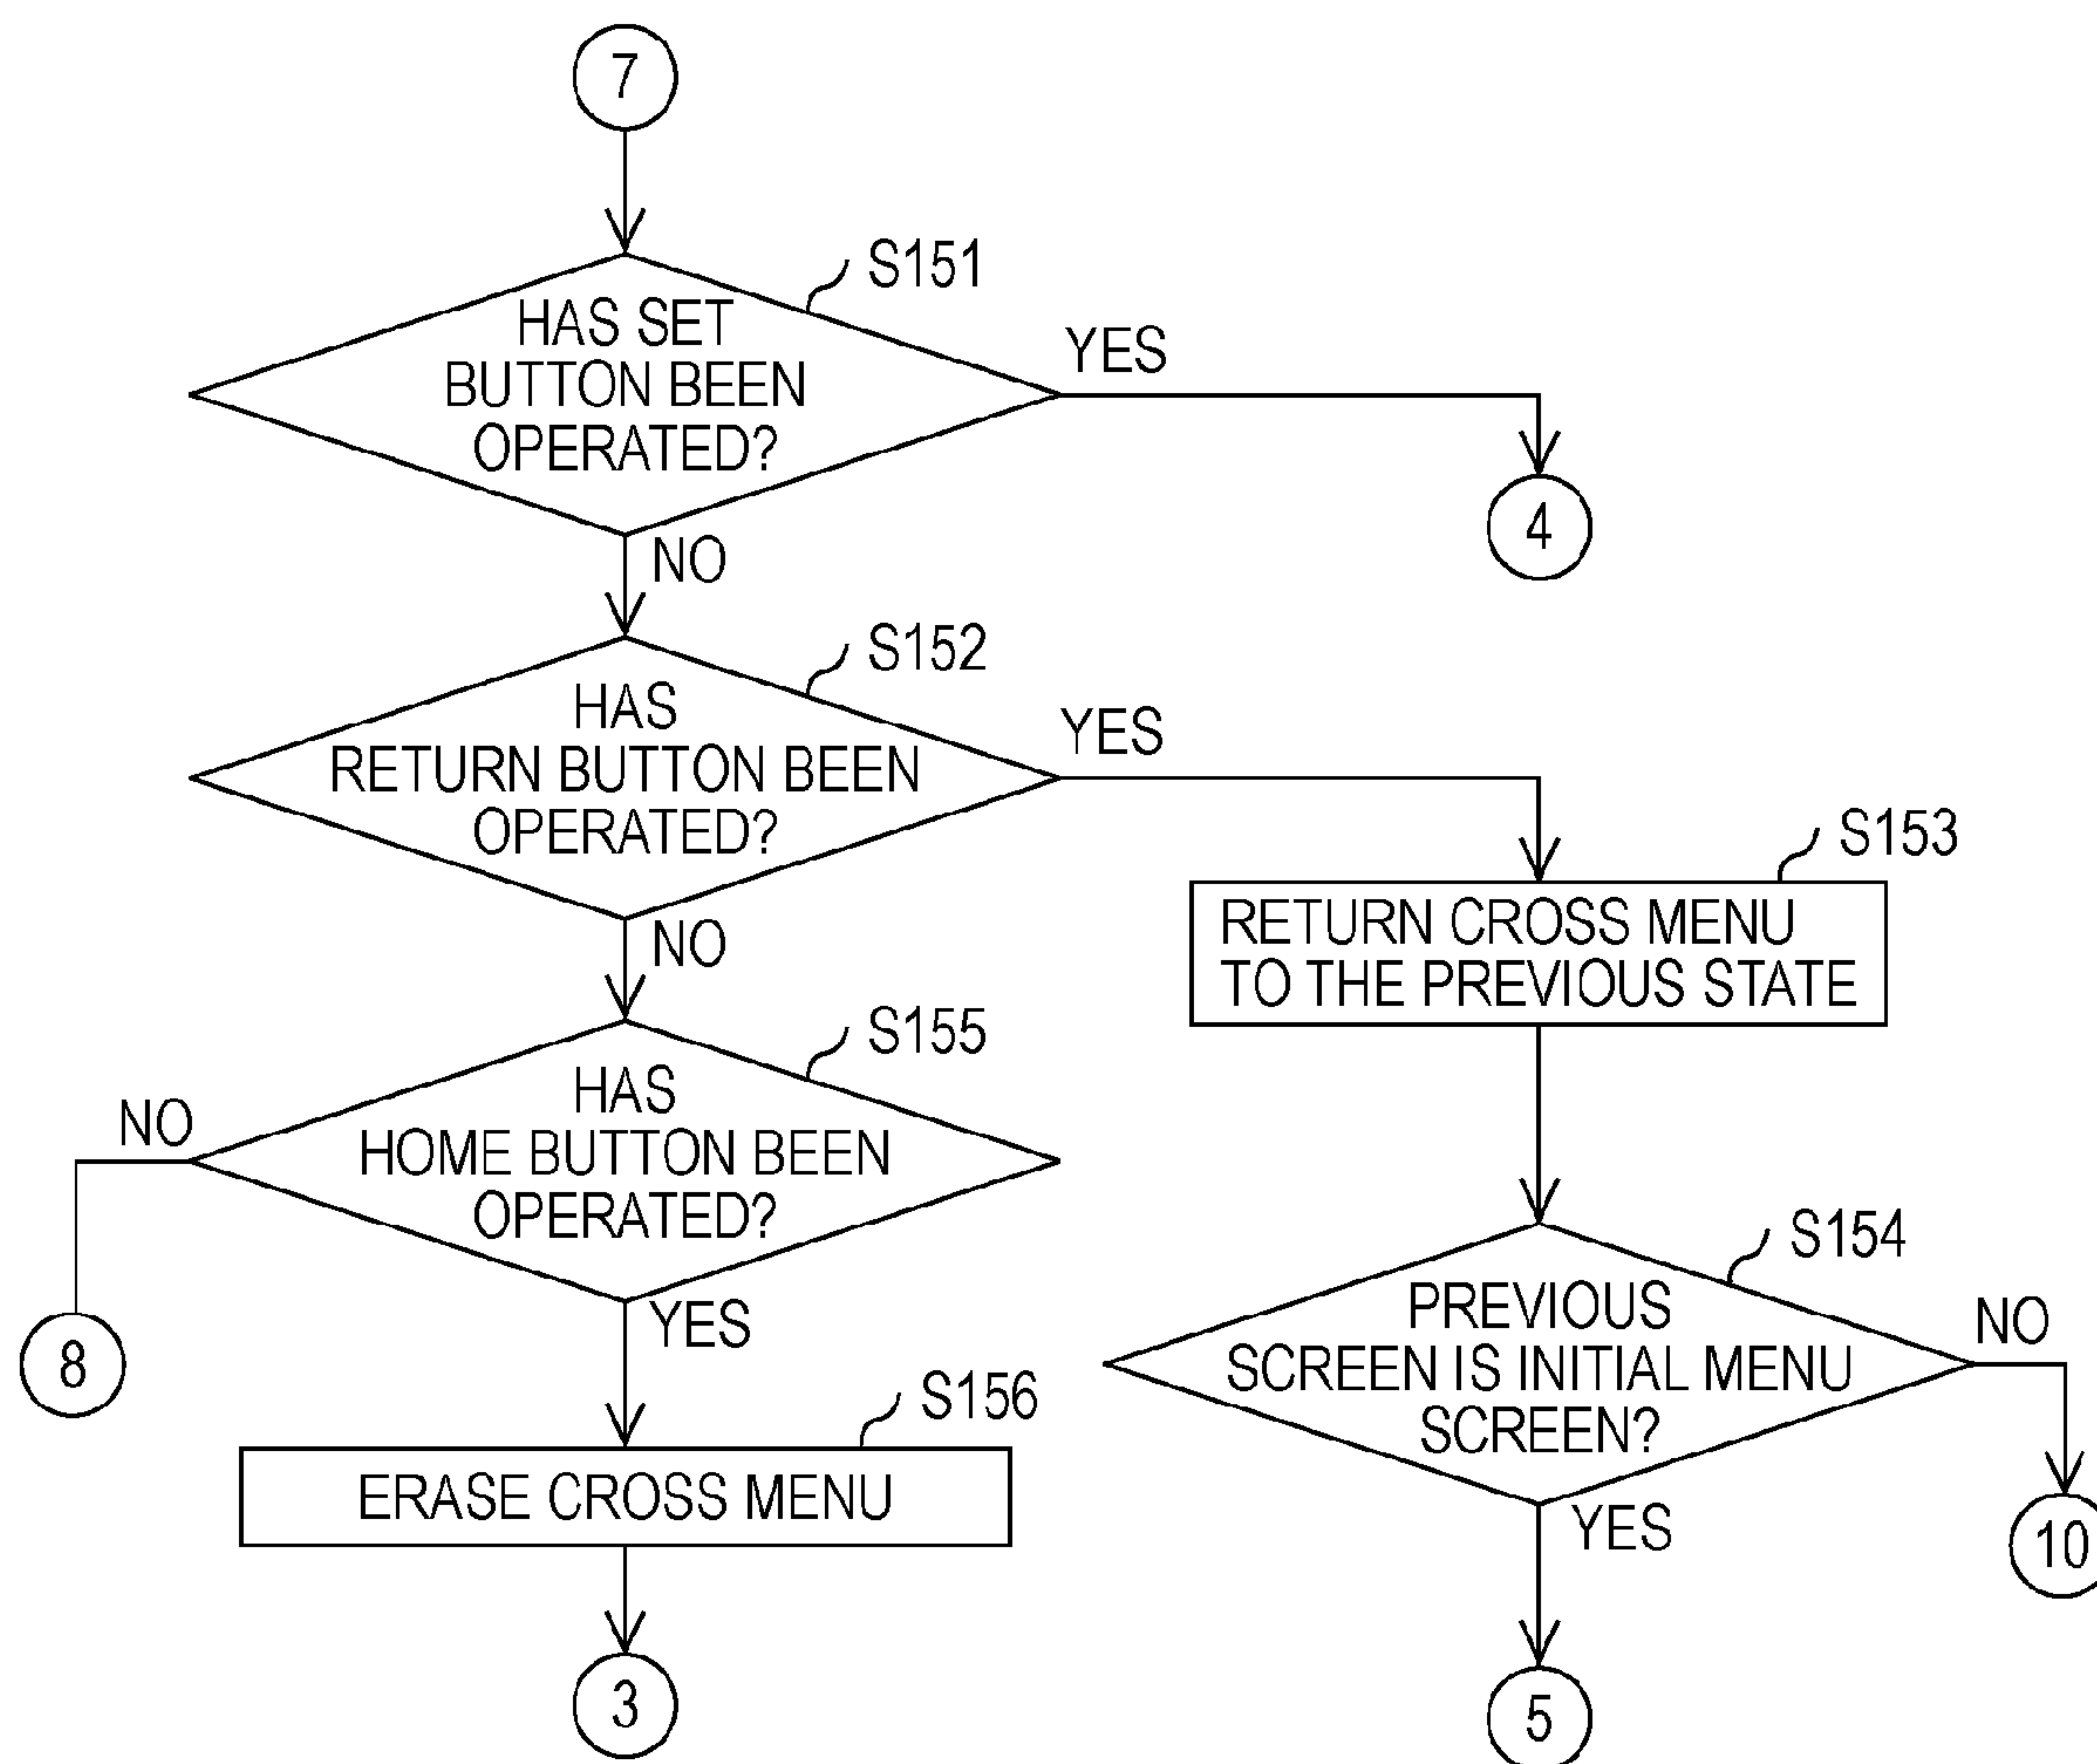 7
S151
HAS SET
BUTTON BEEN
OPERATED?
YES
4
NO
S152
HAS
RETURN BUTTON BEEN
OPERATED?
YES
S153
RETURN CROSS MENU
TO THE PREVIOUS STATE
NO
S155
HAS
HOME BUTTON BEEN
OPERATED?
NO
8
YES
S154
PREVIOUS
SCREEN IS INITIAL MENU
SCREEN?
NO
10
YES
5
S156
ERASE CROSS MENU
3